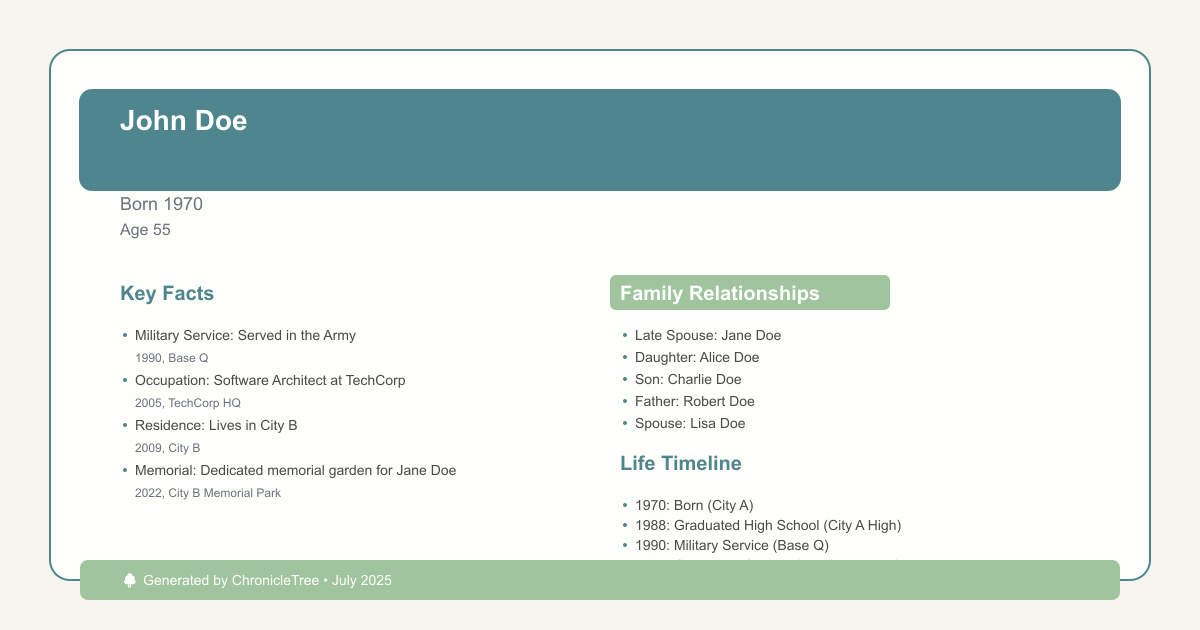 John Doe
Born 1970
Age 55
Key Facts
• Military Service: Served in the Army
1990, Base Q
• Occupation: Software Architect at TechCorp
2005, TechCorp HQ
• Residence: Lives in City B
2009, City B
• Memorial: Dedicated memorial garden for Jane Doe
2022, City B Memorial Park
Family Relationships
• Late Spouse: Jane Doe
• Daughter: Alice Doe
• Son: Charlie Doe
• Father: Robert Doe
• Spouse: Lisa Doe
Life Timeline
• 1970: Born (City A)
• 1988: Graduated High School (City A High)
• 1990: Military Service (Base Q)
Generated by ChronicleTree • July 2025